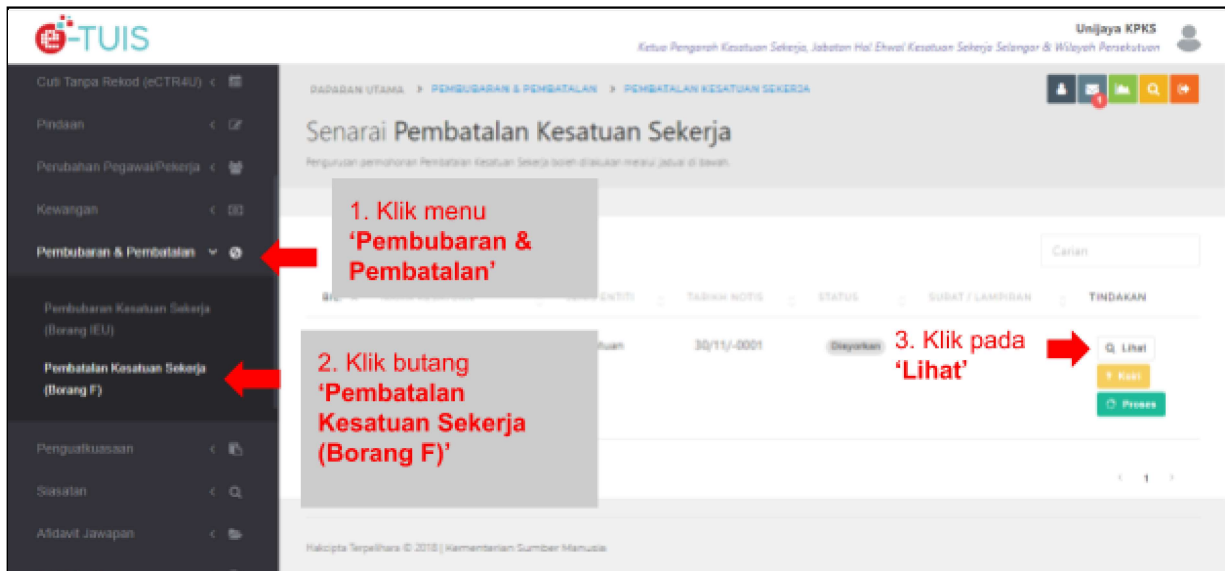 e-TUIS
Unijaya KPKS
Ketua Pengarah Kesatuan Sekerja, Jabatan Hal Ehwal Kesatuan Sekerja Selangor & Wilayah Persekutuan
Cuti Tanpa Rekod (eCTR4U)
Pindaan
Perubahan Pegawai/Pekerja
Kewangan
Pembubaran & Pembatalan
Pembubaran Kesatuan Sekerja
(Borang IEU)
Pembatalan Kesatuan Sekerja
(Borang F)
Penguatkuasaan
Siasatan
Afidavit Jawapan
PAPARAN UTAMA > PEMBUBARAN & PEMBATALAN > PEMBATALAN KESATUAN SEKERJA
1
Senarai Pembatalan Kesatuan Sekerja
Pengurusan permohonan Pembatalan Kesatuan Sekerja boleh dilakukan melalui jadual di bawah.
1. Klik menu
‘Pembubaran &
Pembatalan’
Carian
TARIKH NOTIS STATUS SURAT / LAMPIRAN TINDAKAN
30/11/-0001 Disyorkan
2. Klik butang
‘Pembatalan
Kesatuan Sekerja
(Borang F)’
3. Klik pada
‘Lihat’
Lihat
Proses
< 1 >
Hakcipta Terpelihara © 2018 | Kementerian Sumber Manusia